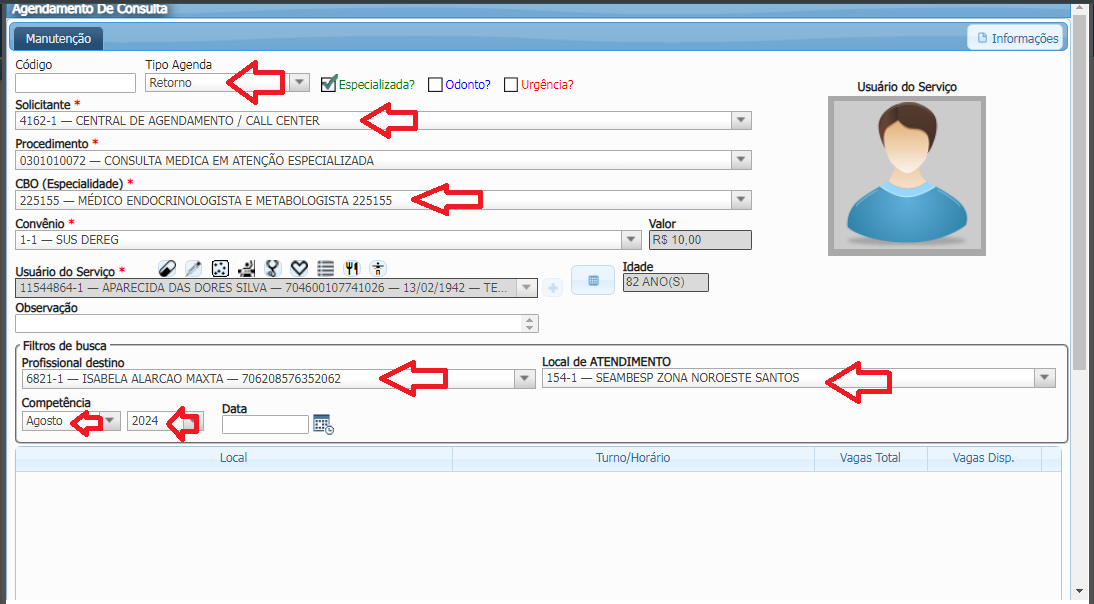 Agendamento De Consulta
Manutenção
Informações
Código
Tipo Agenda
Retorno
Especializada?
Odonto?
Urgência?
Usuário do Serviço
Solicitante *
4162-1 — CENTRAL DE AGENDAMENTO / CALL CENTER
Procedimento *
0301010072 — CONSULTA MEDICA EM ATENÇÃO ESPECIALIZADA
CBO (Especialidade) *
225155 — MÉDICO ENDOCRINOLOGISTA E METABOLOGISTA 225155
Convênio *
Valor
1-1 — SUS DEREG
R$ 10,00
Usuário do Serviço *
Idade
11544864-1 — APARECIDA DAS DORES SILVA — 704600107741026 — 13/02/1942 — TE...
82 ANO(S)
Observação
Filtros de busca
Profissional destino
Local de ATENDIMENTO
6821-1 — ISABELA ALARCAO MAXTA — 706208576352062
154-1 — SEAMBESP ZONA NOROESTE SANTOS
Competência
Data
Agosto
2024
Local
Turno/Horário
Vagas Total
Vagas Disp.